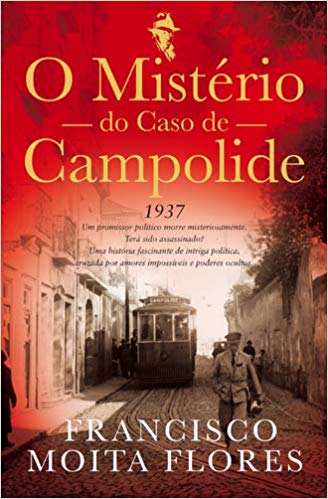 O Mistério
do Caso de
Campolide
1937
Um promissor político morre misteriosamente.
Terá sido assassinado?
Uma história fascinante de intriga política,
cruzada por amores impossíveis e poderes ocultos.
CAMPOLIDE
FRANCISCO
MOITA FLORES